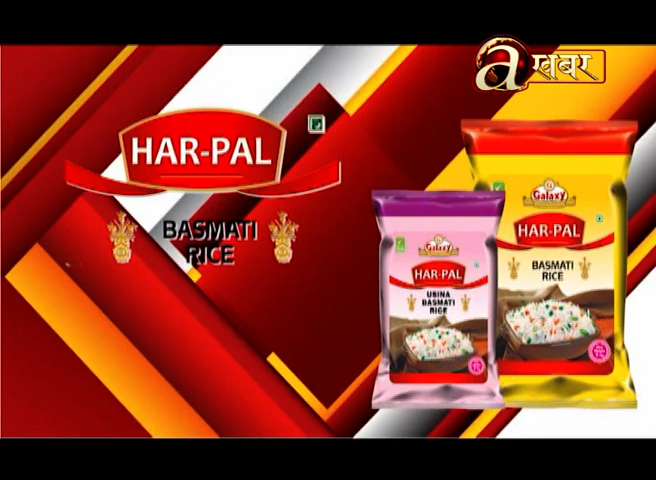 a खबर
HAR-PAL
BASMATI
RICE
Galaxy
HAR-PAL
BASMATI
RICE
Galaxy
HAR-PAL
USINA
BASMATI
RICE